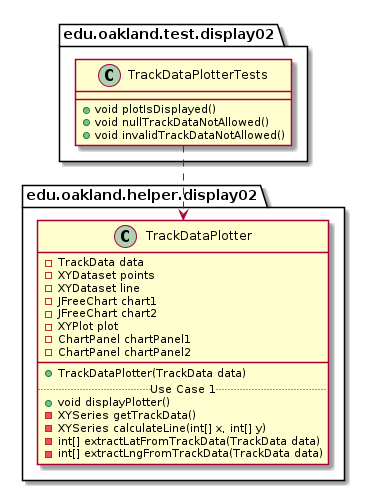 edu.oakland.test.display02
C TrackDataPlotterTests
void plotIsDisplayed()
void nullTrackDataNotAllowed()
void invalidTrackDataNotAllowed()
edu.oakland.helper.display02
C TrackDataPlotter
TrackData data
XYDataset points
XYDataset line
JFreeChart chart1
JFreeChart chart2
XYPlot plot
ChartPanel chartPanel1
ChartPanel chartPanel2
TrackDataPlotter(TrackData data)
Use Case 1
void displayPlotter()
XYSeries getTrackData()
XYSeries calculateLine(int[] x, int[] y)
int[] extractLatFromTrackData(TrackData data)
int[] extractLngFromTrackData(TrackData data)